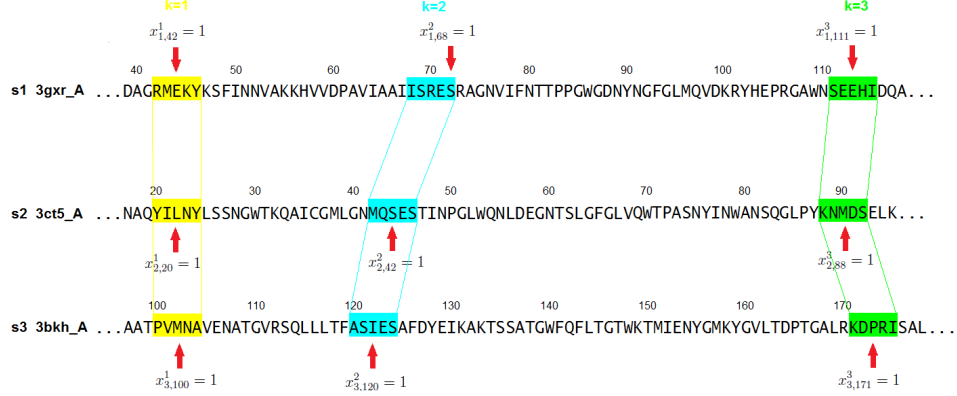 k=1 k=2 k=3
x^1_{1,42} = 1 x^2_{1,68} = 1 x^3_{1,111} = 1
40 50 60 70 80 90 100 110
s1 3gxr_A ...DAGRMEKYKSFINNVAKKHVVDPAVIAAIISRESRAGNVIFNTTPPGWGDNYNGFGLMQVDKRYHEPRGAWNSEEHIDQA...
20 30 40 50 60 70 80 90
s2 3ct5_A ...NAQYILNYLSSNGWTKQAICGMLGNMQSESTINPGLWQNLDEGNTSLGFGLVQWTPASNYINWANSQGLPYKNMDSELK...
x^1_{2,20} = 1 x^2_{2,42} = 1 x^3_{2,88} = 1
100 110 120 130 140 150 160 170
s3 3bkh_A ...AATPVMNAVENATGVRSQLLLTFASIESAFDYEIKAKTSSATGWFQFLTGTWKTMIENYGMKYGVLTDPTGALRKDPRISAL...
x^1_{3,100} = 1 x^2_{3,120} = 1 x^3_{3,171} = 1